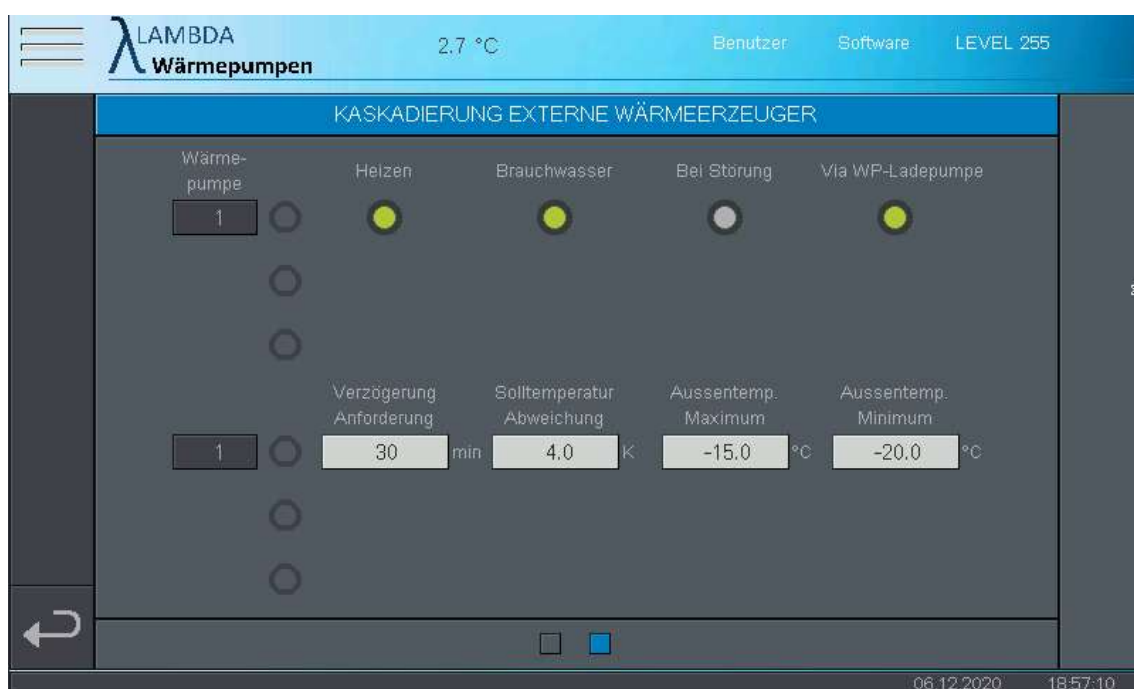 LAMBDA
Wärmepumpen
2.7 °C
Benutzer
Software
LEVEL 255
KASKADIERUNG EXTERNE WÄRMEERZEUGER
Wärme-
pumpe
Heizen
Brauchwasser
Bei Störung
Via WP-Ladepumpe
1
Verzögerung
Anforderung
Solltemperatur
Abweichung
Aussentemp.
Maximum
Aussentemp.
Minimum
1
30 min
4.0 K
-15.0 °C
-20.0 °C
06.12.2020 18:57:10